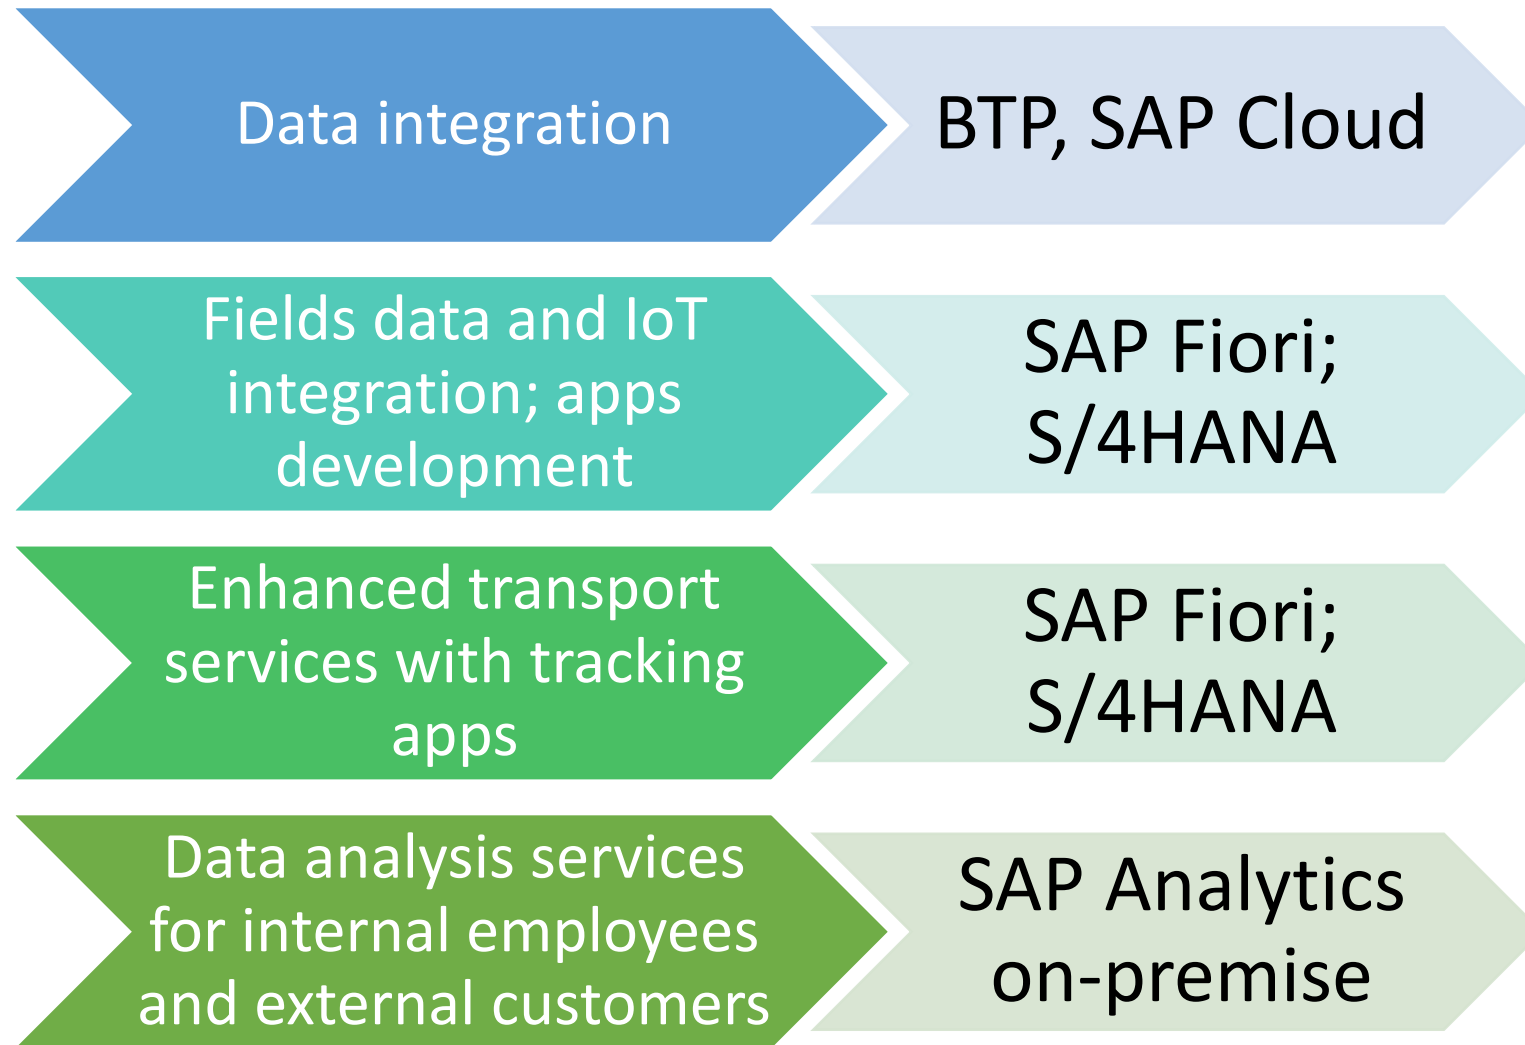 Data integration
BTP, SAP Cloud
Fields data and IoT
integration; apps
development
SAP Fiori;
S/4HANA
Enhanced transport
services with tracking
apps
SAP Fiori;
S/4HANA
Data analysis services
for internal employees
and external customers
SAP Analytics
on-premise